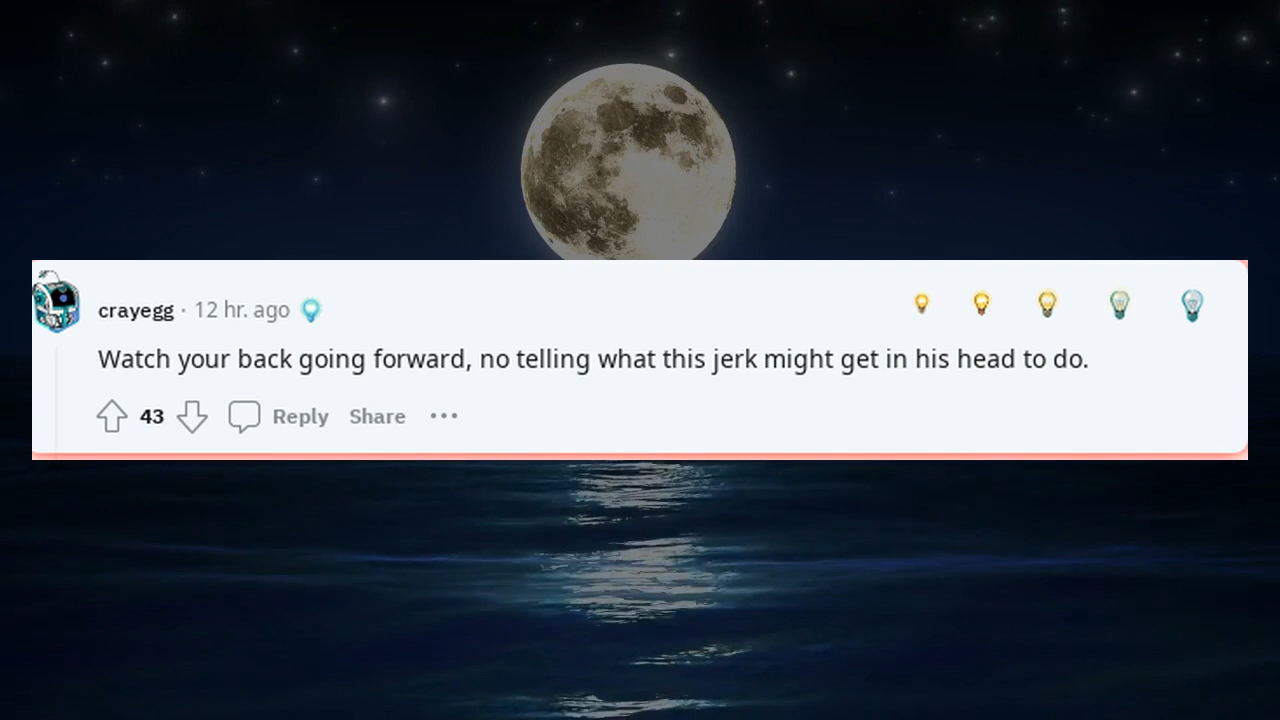 crayegg · 12 hr. ago
Watch your back going forward, no telling what this jerk might get in his head to do.
43 Reply Share •••